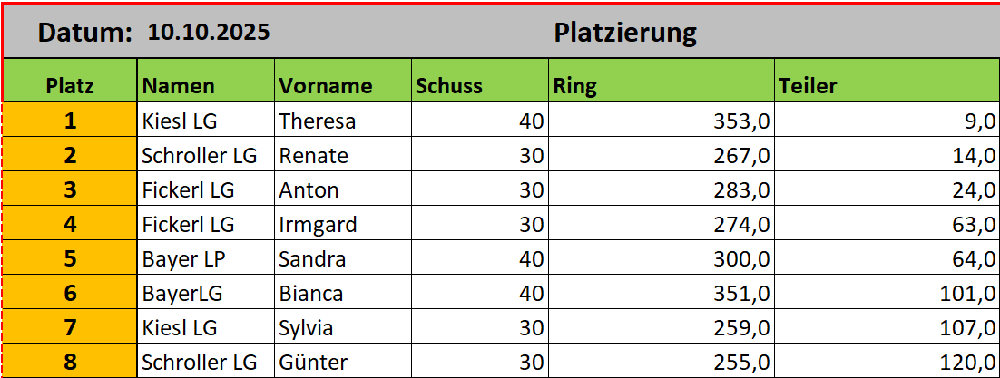 Datum: 10.10.2025 Platzierung
Platz Namen Vorname Schuss Ring Teiler
1 Kiesl LG Theresa 40 353,0 9,0
2 Schroller LG Renate 30 267,0 14,0
3 Fickerl LG Anton 30 283,0 24,0
4 Fickerl LG Irmgard 30 274,0 63,0
5 Bayer LP Sandra 40 300,0 64,0
6 BayerLG Bianca 40 351,0 101,0
7 Kiesl LG Sylvia 30 259,0 107,0
8 Schroller LG Günter 30 255,0 120,0